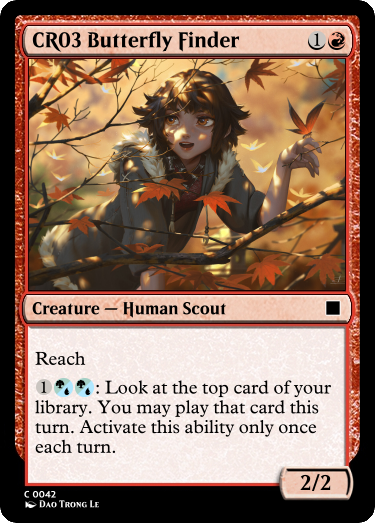 CR03 Butterfly Finder 1
Creature — Human Scout
Reach
1: Look at the top card of your
library. You may play that card this
turn. Activate this ability only once
each turn.
2/2
C 0042
Dao Trong Le